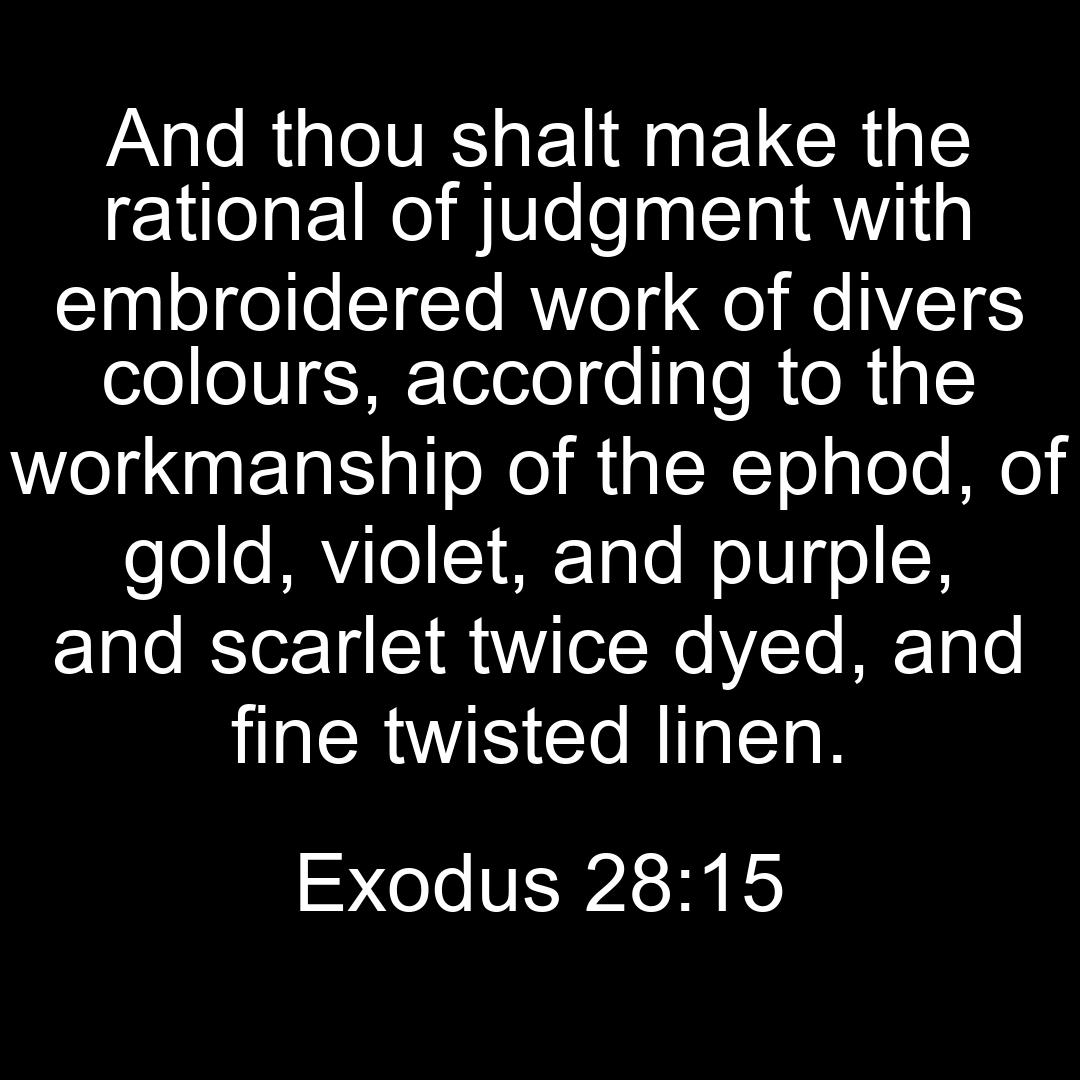 And thou shalt make the
rational of judgment with
embroidered work of divers
colours, according to the
workmanship of the ephod, of
gold, violet, and purple,
and scarlet twice dyed, and
fine twisted linen.
Exodus 28:15